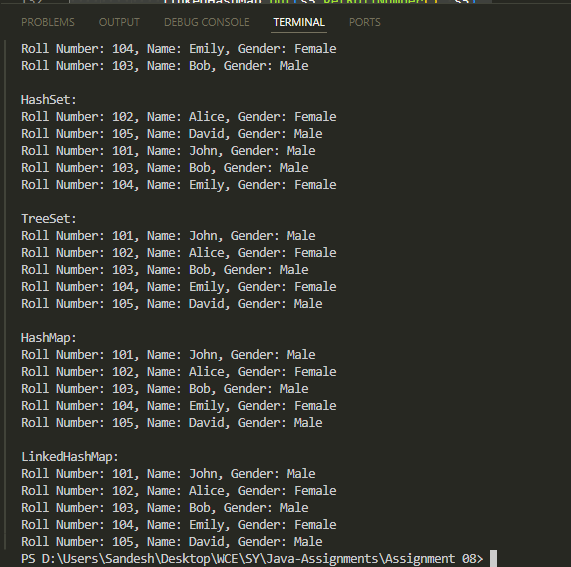 PROBLEMS OUTPUT DEBUG CONSOLE TERMINAL PORTS
Roll Number: 104, Name: Emily, Gender: Female
Roll Number: 103, Name: Bob, Gender: Male
HashSet:
Roll Number: 102, Name: Alice, Gender: Female
Roll Number: 105, Name: David, Gender: Male
Roll Number: 101, Name: John, Gender: Male
Roll Number: 103, Name: Bob, Gender: Male
Roll Number: 104, Name: Emily, Gender: Female
TreeSet:
Roll Number: 101, Name: John, Gender: Male
Roll Number: 102, Name: Alice, Gender: Female
Roll Number: 103, Name: Bob, Gender: Male
Roll Number: 104, Name: Emily, Gender: Female
Roll Number: 105, Name: David, Gender: Male
HashMap:
Roll Number: 101, Name: John, Gender: Male
Roll Number: 102, Name: Alice, Gender: Female
Roll Number: 103, Name: Bob, Gender: Male
Roll Number: 104, Name: Emily, Gender: Female
Roll Number: 105, Name: David, Gender: Male
LinkedHashMap:
Roll Number: 101, Name: John, Gender: Male
Roll Number: 102, Name: Alice, Gender: Female
Roll Number: 103, Name: Bob, Gender: Male
Roll Number: 104, Name: Emily, Gender: Female
Roll Number: 105, Name: David, Gender: Male
PS D:\Users\Sandesh\Desktop\WCE\SY\Java-Assignments\Assignment 08>